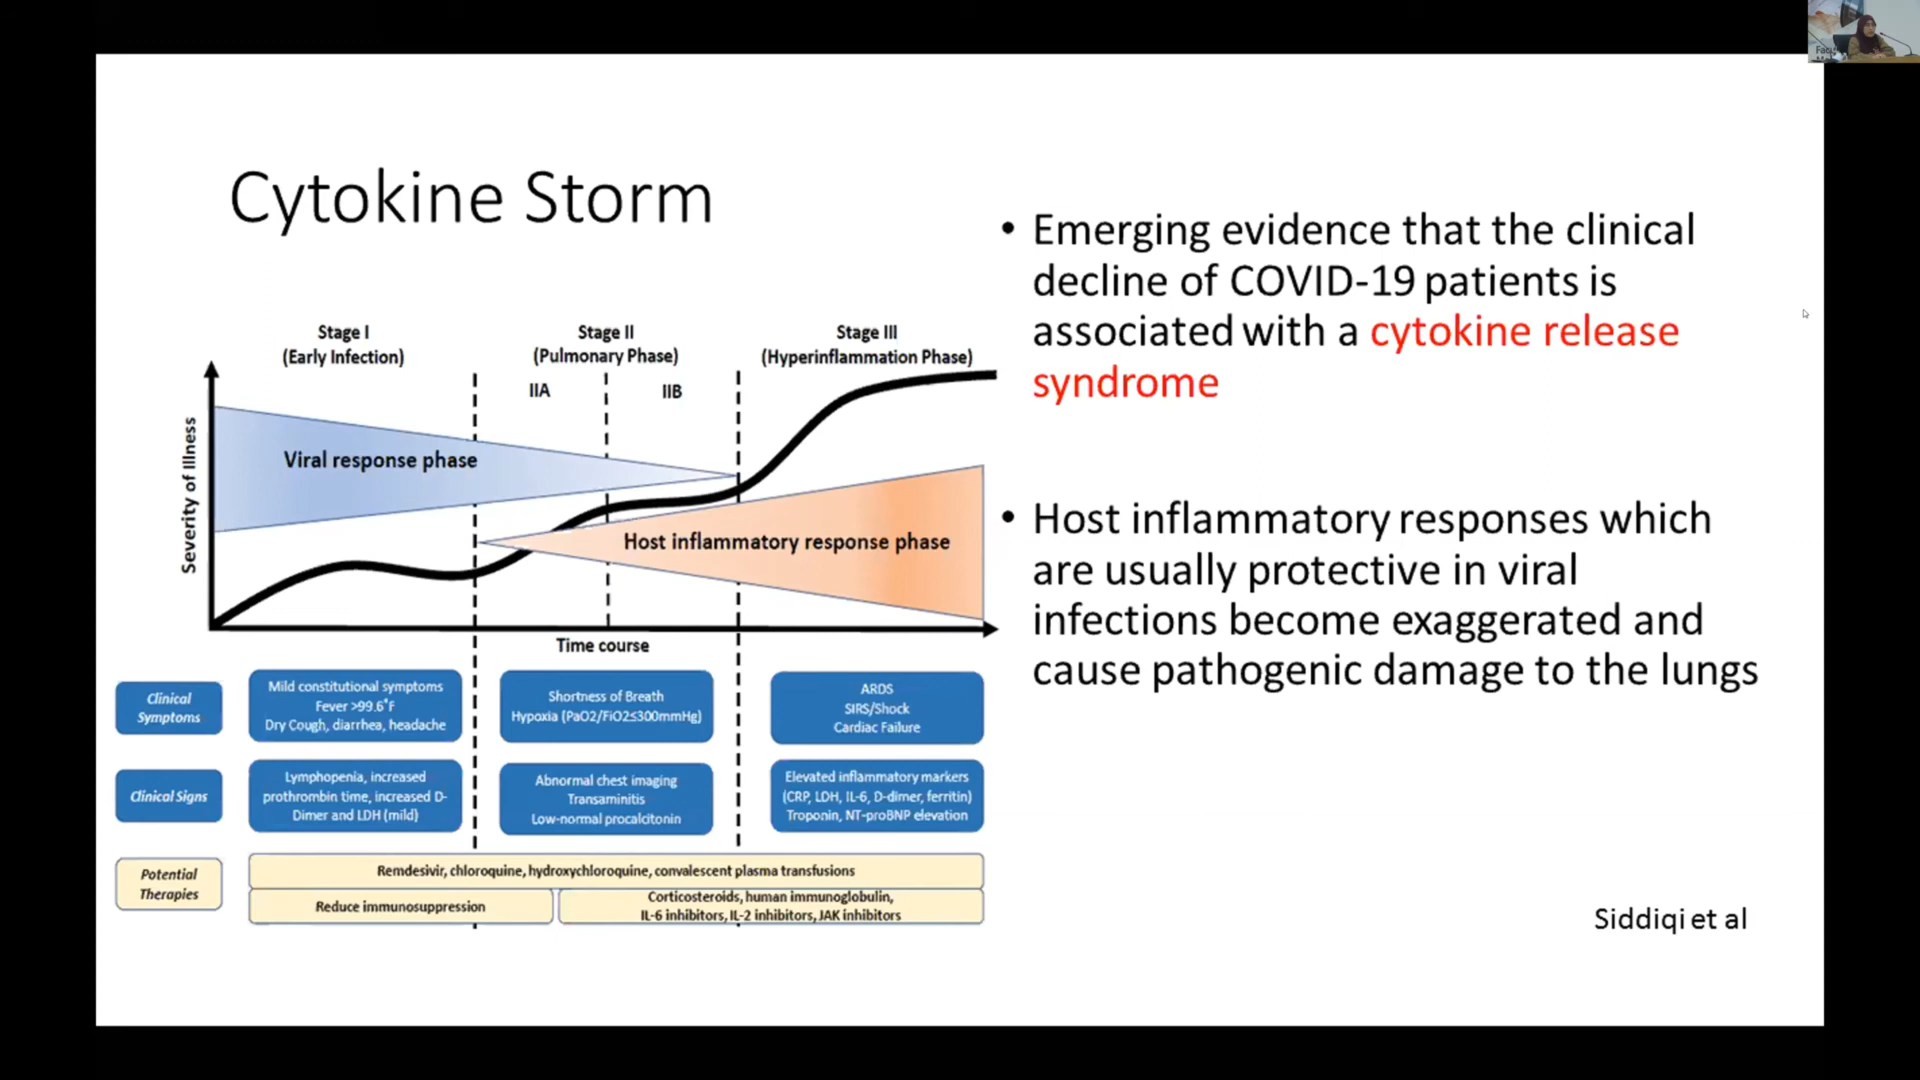 Cytokine Storm
Stage I
(Early Infection)
Stage II
(Pulmonary Phase)
IIA
IIB
Stage III
(Hyperinflammation Phase)
Severity of Illness
Viral response phase
Host inflammatory response phase
Time course
Clinical
Symptoms
Mild constitutional symptoms
Fever >99.6°F
Dry Cough, diarrhea, headache
Shortness of Breath
Hypoxia (PaO2/FiO2≤300mmHg)
ARDS
SIRS/Shock
Cardiac Failure
Clinical Signs
Lymphopenia, increased
prothrombin time, increased D-
Dimer and LDH (mild)
Abnormal chest imaging
Transaminitis
Low-normal procalcitonin
Elevated inflammatory markers
(CRP, LDH, IL-6, D-dimer, ferritin)
Troponin, NT-proBNP elevation
Potential
Therapies
Remdesivir, chloroquine, hydroxychloroquine, convalescent plasma transfusions
Reduce immunosuppression
Corticosteroids, human immunoglobulin,
IL-6 inhibitors, IL-2 inhibitors, JAK inhibitors
• Emerging evidence that the clinical
decline of COVID-19 patients is
associated with a cytokine release
syndrome
• Host inflammatory responses which
are usually protective in viral
infections become exaggerated and
cause pathogenic damage to the lungs
Siddiqi et al